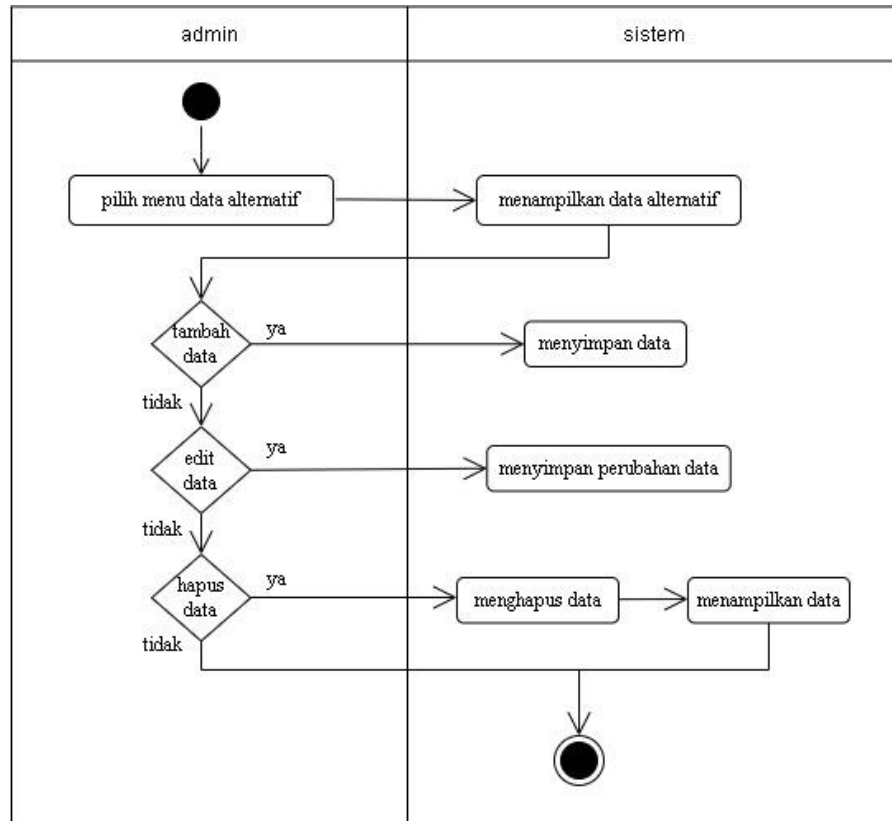 admin
sistem
pilih menu data alternatif
menampilkan data alternatif
tambah
data
ya
menyimpan data
tidak
edit
data
ya
menyimpan perubahan data
tidak
hapus
data
ya
menghapus data
menampilkan data
tidak